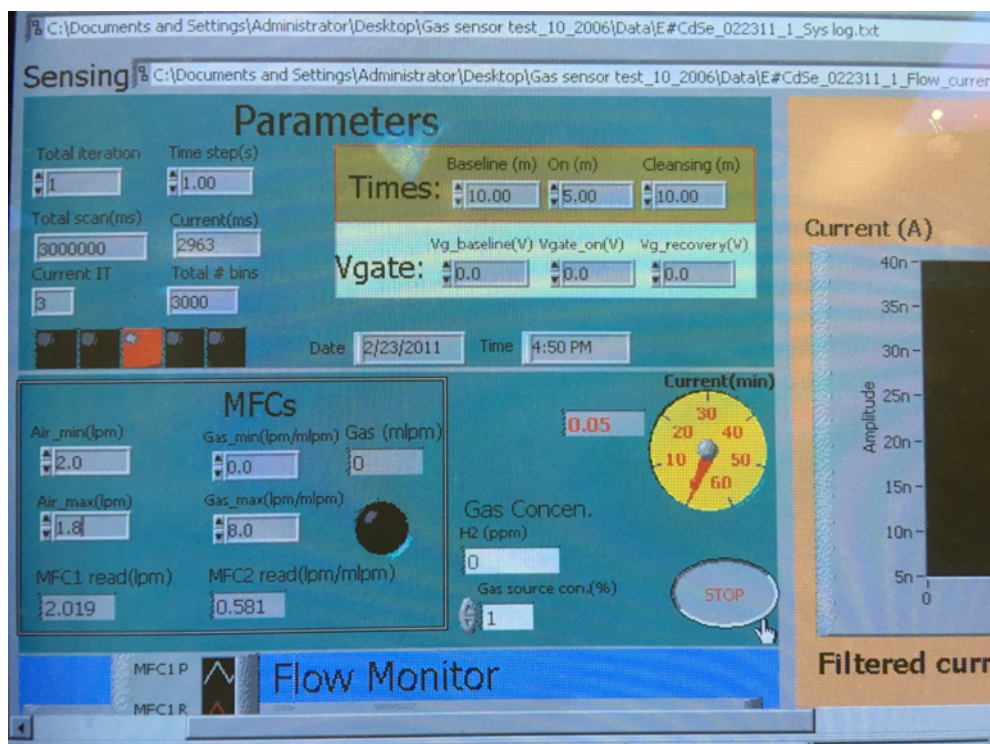 C:\Documents and Settings\Administrator\Desktop\Gas sensor test_10_2006\Data\E#CdSe_022311_1_Sys log.txt
Sensing C:\Documents and Settings\Administrator\Desktop\Gas sensor test_10_2006\Data\E#CdSe_022311_1_Flow_curren
Parameters
Total iteration Time step(s)
1 1.00
Total scan(ms) Current(ms)
3000000 2963
Current IT Total # bins
3 3000
Baseline (m) On (m) Cleansing (m)
Times: 10.00 5.00 10.00
Vg_baseline(V) Vgate_on(V) Vg_recovery(V)
Vgate: 0.0 0.0 0.0
Date 2/23/2011 Time 4:50 PM
MFCs
Air_min(lpm) Gas_min(lpm/mlpm) Gas (mlpm)
2.0 0.0 0
Air_max(lpm) Gas_max(lpm/mlpm)
1.8 8.0
MFC1 read(lpm) MFC2 read(lpm/mlpm)
2.019 0.581
Current(min)
0.05
10 20 30 40 50 60
Gas Concen.
H2 (ppm)
0
Gas source con.(%)
1
STOP
Current (A)
Amplitude
40n
35n
30n
25n
20n
15n
10n
5n
0
Filtered curr
MFC1 P
MFC1 R
Flow Monitor